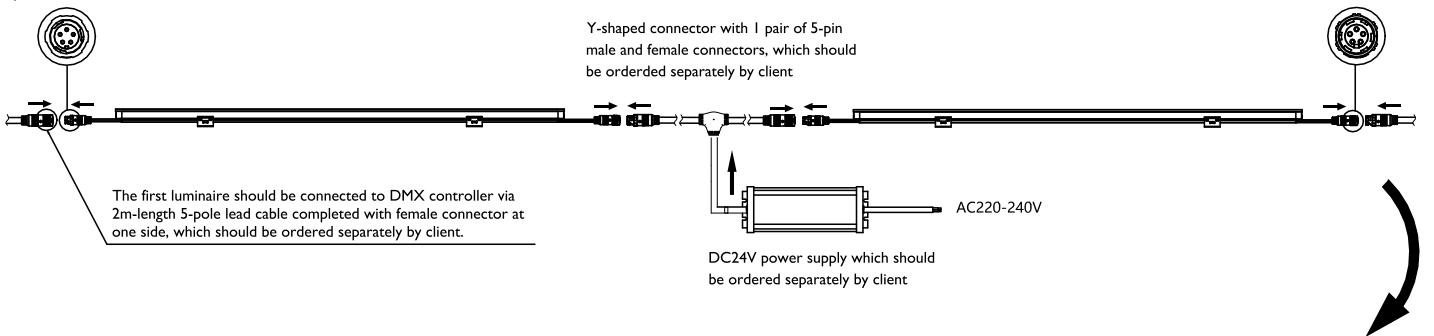 Y-shaped connector with 1 pair of 5-pin
male and female connectors, which should
be orderded separately by client
The first luminaire should be connected to DMX controller via
2m-length 5-pole lead cable completed with female connector at
one side, which should be ordered separately by client.
AC220-240V
DC24V power supply which should
be ordered separately by client